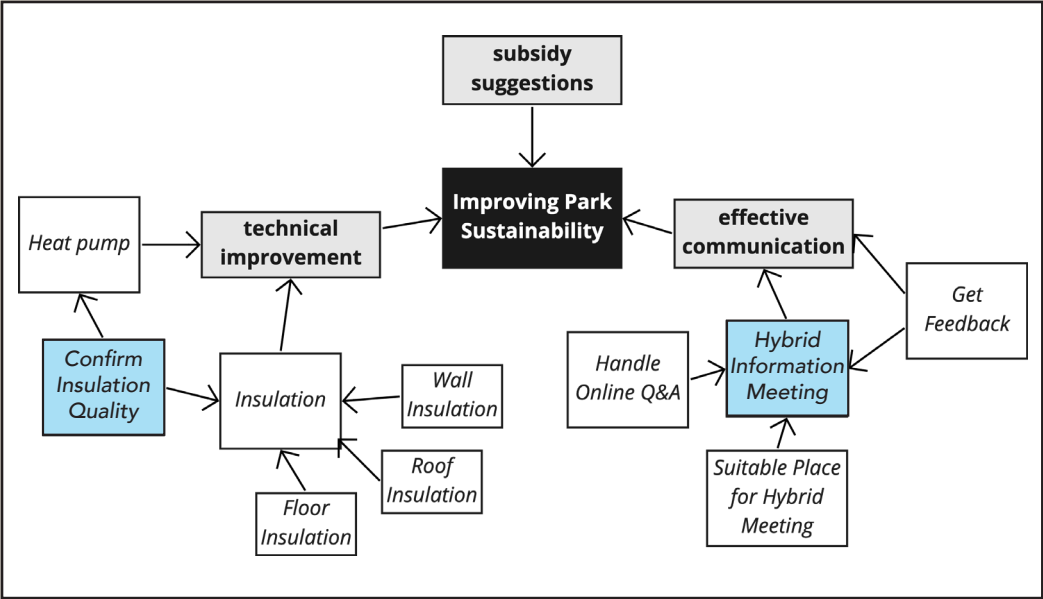 subsidy
suggestions
Improving Park
Sustainability
Heat pump
technical
improvement
effective
communication
Get
Feedback
Confirm
Insulation
Quality
Insulation
Wall
Insulation
Roof
Insulation
Floor
Insulation
Handle
Online Q&A
Hybrid
Information
Meeting
Suitable Place
for Hybrid
Meeting